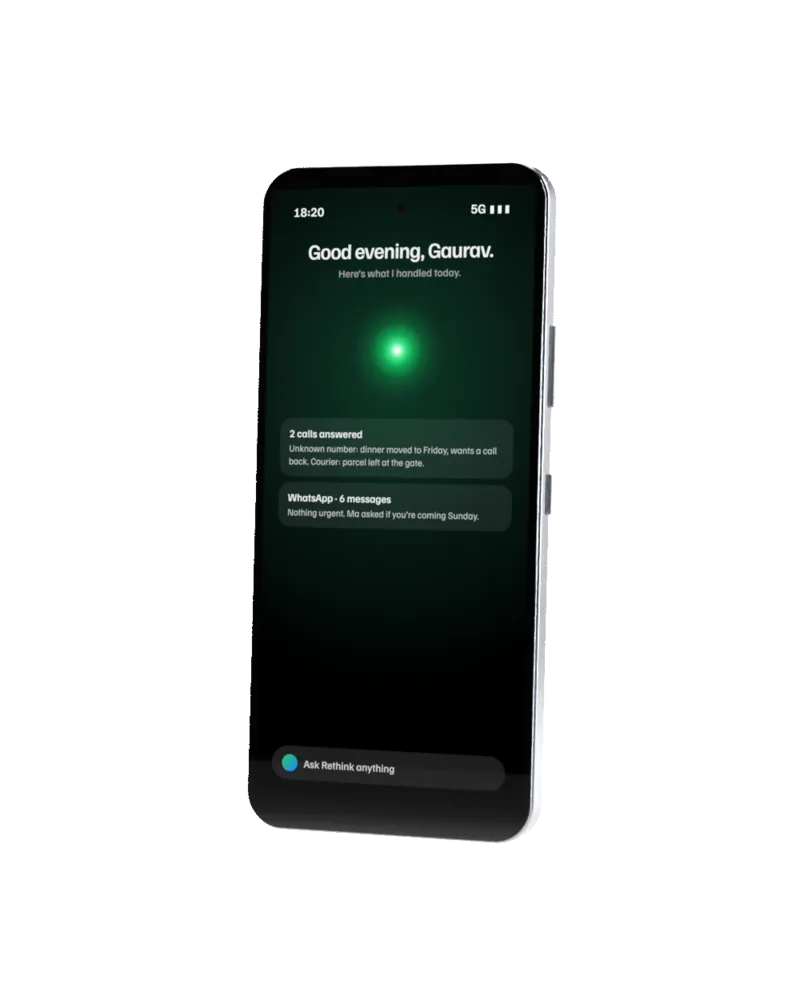 18:20
5G
Good evening, Gaurav.
Here's what I handled today.
2 calls answered
Unknown number: dinner moved to Friday, wants a call
back. Courier: parcel left at the gate.
WhatsApp · 6 messages
Nothing urgent. Ma asked if you're coming Sunday.
Ask Rethink anything